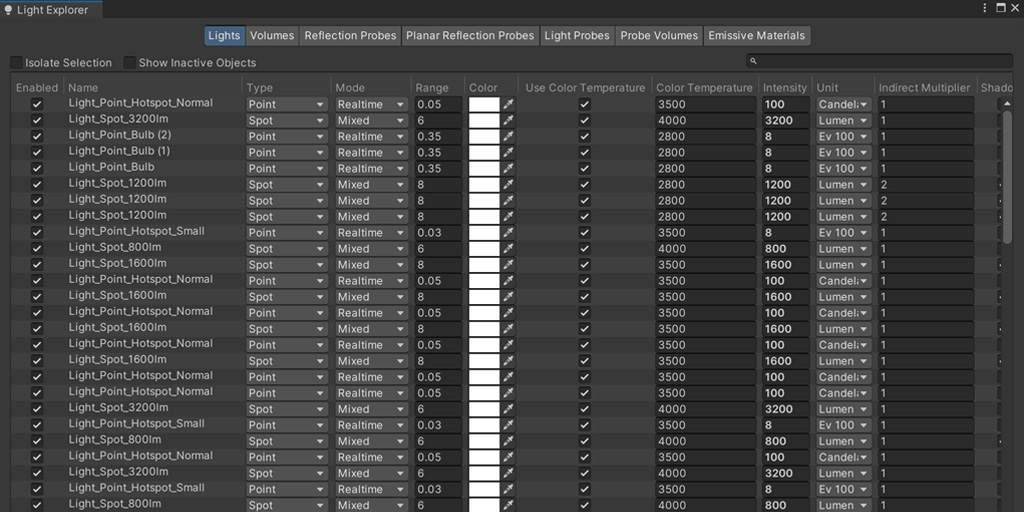 Light Explorer
Lights Volumes Reflection Probes Planar Reflection Probes Light Probes Probe Volumes Emissive Materials
Isolate Selection Show Inactive Objects
Enabled Name Type Mode Range Color Use Color Temperature Color Temperature Intensity Unit Indirect Multiplier Shado
Light_Point_Hotspot_Normal Point Realtime 0.05 3500 100 Candel 1
Light_Spot_3200lm Spot Mixed 6 4000 3200 Lumen 1
Light_Point_Bulb (2) Point Realtime 0.35 2800 8 Ev 100 1
Light_Point_Bulb (1) Point Realtime 0.35 2800 8 Ev 100 1
Light_Point_Bulb Point Realtime 0.35 2800 8 Ev 100 1
Light_Spot_1200lm Spot Mixed 8 2800 1200 Lumen 2
Light_Spot_1200lm Spot Mixed 8 2800 1200 Lumen 2
Light_Spot_1200lm Spot Mixed 8 2800 1200 Lumen 2
Light_Point_Hotspot_Small Point Realtime 0.03 3500 8 Ev 100 1
Light_Spot_800lm Spot Mixed 6 4000 800 Lumen 1
Light_Spot_1600lm Spot Mixed 8 3500 1600 Lumen 1
Light_Point_Hotspot_Normal Point Realtime 0.05 3500 100 Candel 1
Light_Spot_1600lm Spot Mixed 8 3500 1600 Lumen 1
Light_Point_Hotspot_Normal Point Realtime 0.05 3500 100 Candel 1
Light_Spot_1600lm Spot Mixed 8 3500 1600 Lumen 1
Light_Point_Hotspot_Normal Point Realtime 0.05 3500 100 Candel 1
Light_Spot_1600lm Spot Mixed 8 3500 1600 Lumen 1
Light_Point_Hotspot_Normal Point Realtime 0.05 3500 100 Candel 1
Light_Point_Hotspot_Normal Point Realtime 0.05 3500 100 Candel 1
Light_Spot_3200lm Spot Mixed 6 4000 3200 Lumen 1
Light_Point_Hotspot_Small Point Realtime 0.03 3500 8 Ev 100 1
Light_Spot_800lm Spot Mixed 6 4000 800 Lumen 1
Light_Point_Hotspot_Normal Point Realtime 0.05 3500 100 Candel 1
Light_Spot_3200lm Spot Mixed 6 4000 3200 Lumen 1
Light_Point_Hotspot_Small Point Realtime 0.03 3500 8 Ev 100 1
Light_Spot_800lm Spot Mixed 6 4000 800 Lumen 1